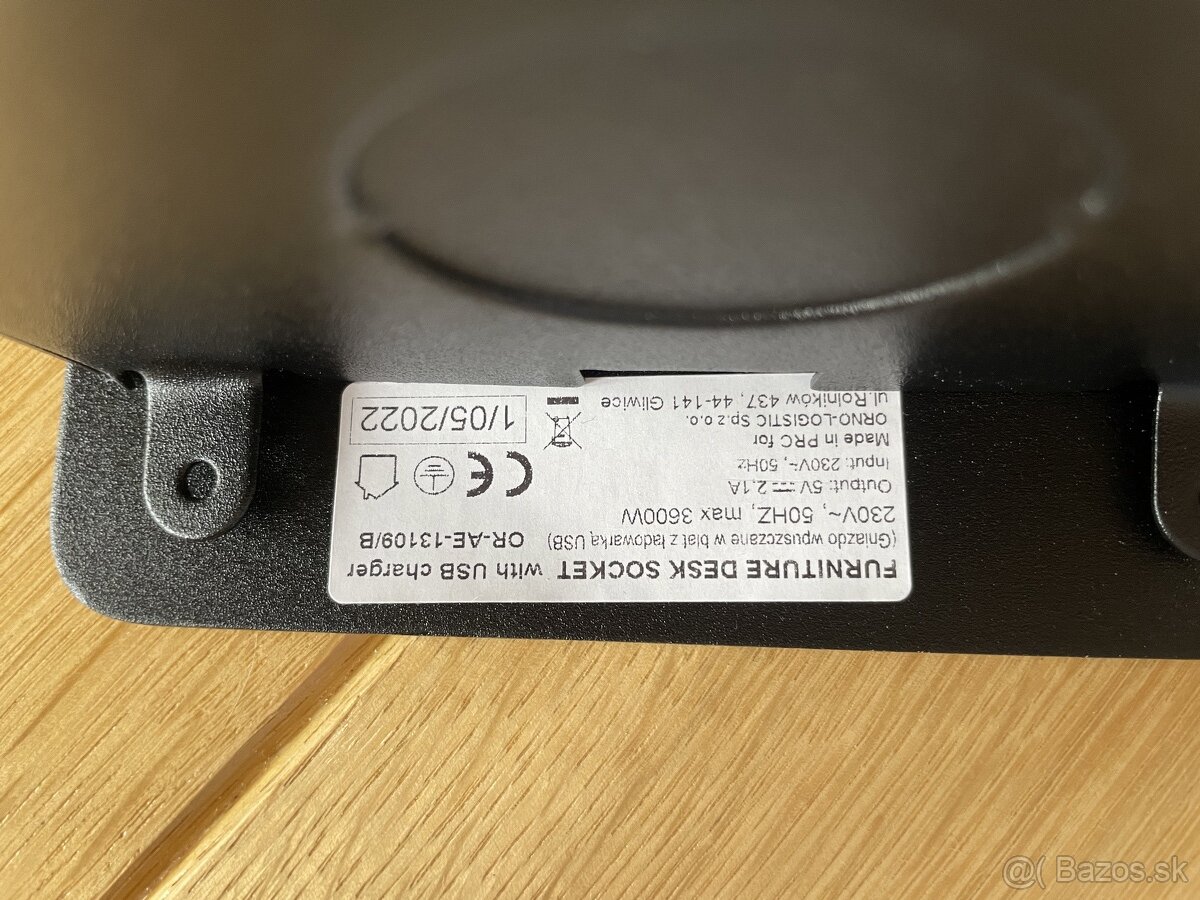 FURNITURE DESK SOCKET with USB charger
(Gniazdo wpuszczane w blat z ładowarką USB) OR-AE-13109/B
230V~, 50HZ, max 3600W
Output: 5V ⎓ 2,1A
Input: 230V~, 50Hz
Made in PRC for
ORNO-LOGISTIC Sp.z o.o.
ul.Rolników 437, 44-141 Gliwice
CE
1/05/2022
@( Bazos.sk